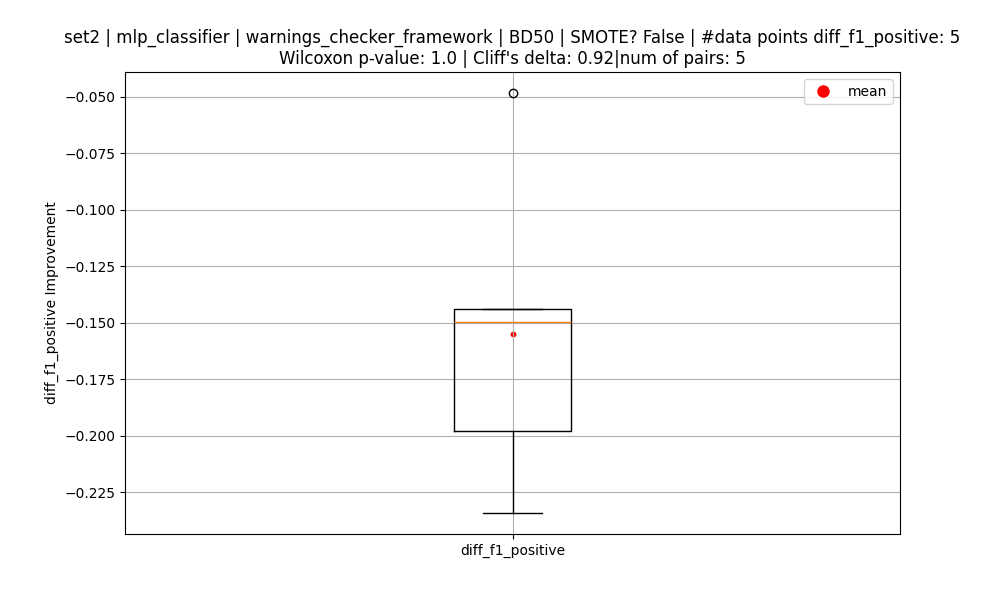 set2 | mlp_classifier | warnings_checker_framework | BD50 | SMOTE? False | #data points diff_f1_positive: 5
Wilcoxon p-value: 1.0 | Cliff's delta: 0.92|num of pairs: 5
mean
−0.050
−0.075
−0.100
−0.125
−0.150
−0.175
−0.200
−0.225
diff_f1_positive Improvement
diff_f1_positive